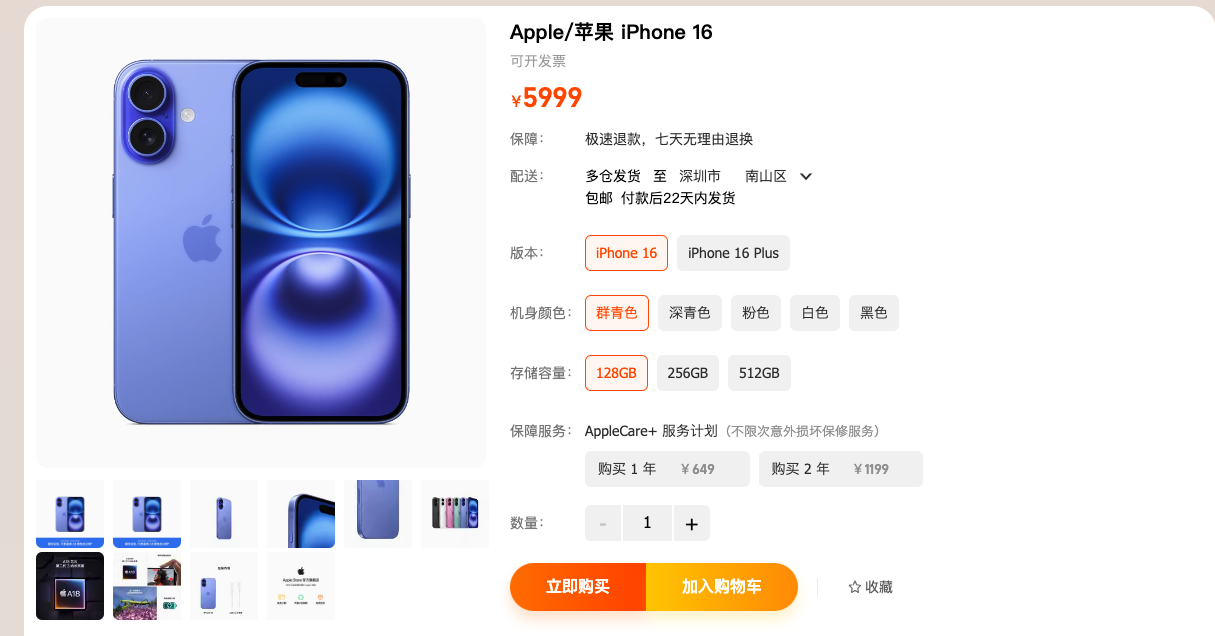 Apple/苹果 iPhone 16
可开发票
¥5999
保障： 极速退款，七天无理由退换
配送： 多仓发货 至 深圳市 南山区
包邮 付款后22天内发货
版本： iPhone 16 iPhone 16 Plus
机身颜色： 群青色 深青色 粉色 白色 黑色
存储容量： 128GB 256GB 512GB
保障服务： AppleCare+ 服务计划（不限次意外损坏保修服务）
购买 1 年 ¥ 649 购买 2 年 ¥ 1199
数量： - 1 +
立即购买 加入购物车 收藏
A18